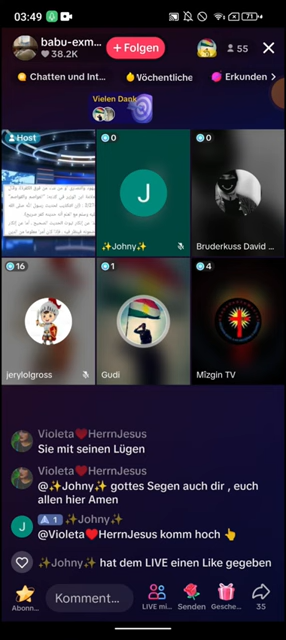 03:49
71
babu-exm...
38.2K
+ Folgen
55
Chatten und Int...
Wöchentliche
Erkunden >
Vielen Dank
Host
0
✨Johny✨
J
0
Bruderkuss David ...
16
jerylolgross
1
Gudi
4
Mîzgin TV
Violeta❤️HerrnJesus
Sie mit seinen Lügen
Violeta❤️HerrnJesus
@✨Johny✨ gottes Segen auch dir , euch
allen hier Amen
J
1 ✨Johny✨
@Violeta❤️HerrnJesus komm hoch 👆
✨Johny✨ hat dem LIVE einen Like gegeben
Abonn...
Komment...
LIVE mi...
Senden
Gesche...
35